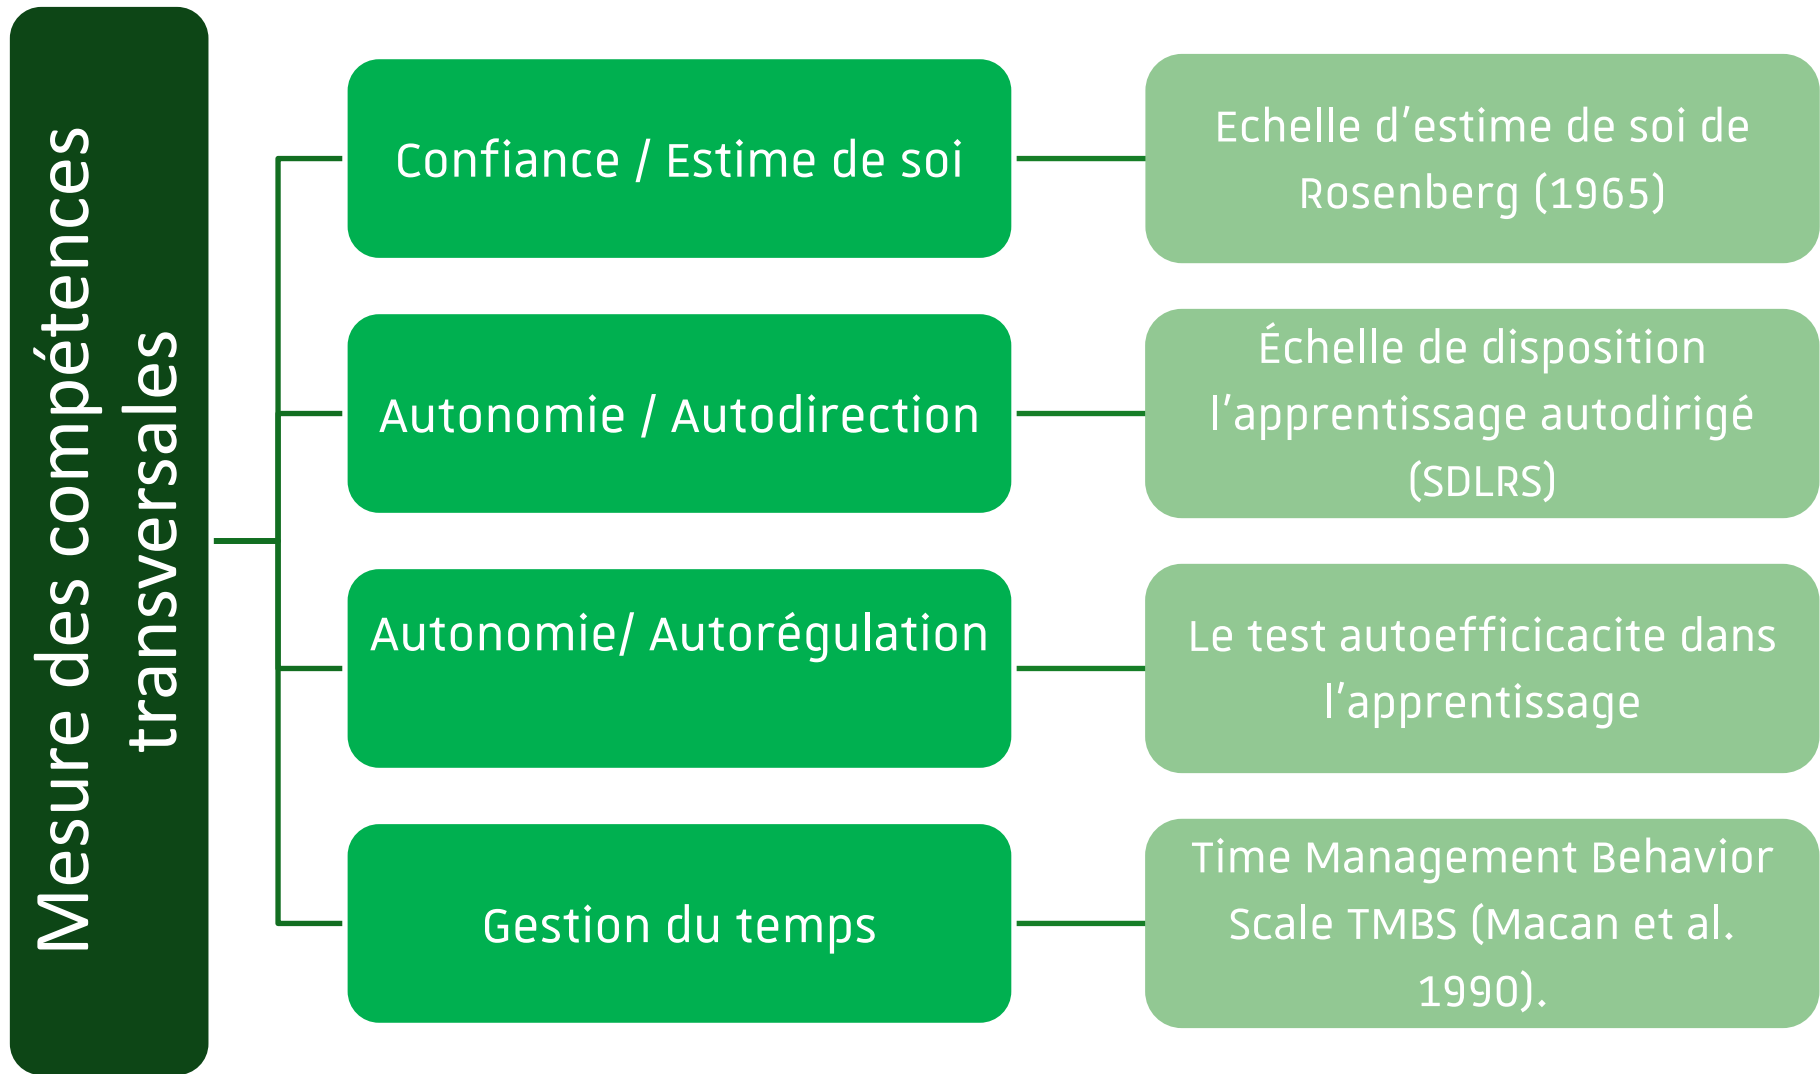 Mesure des compétences
transversales
Confiance / Estime de soi
Echelle d’estime de soi de
Rosenberg (1965)
Autonomie / Autodirection
Échelle de disposition
l’apprentissage autodirigé
(SDLRS)
Autonomie/ Autorégulation
Le test autoefficicacite dans
l’apprentissage
Gestion du temps
Time Management Behavior
Scale TMBS (Macan et al.
1990).